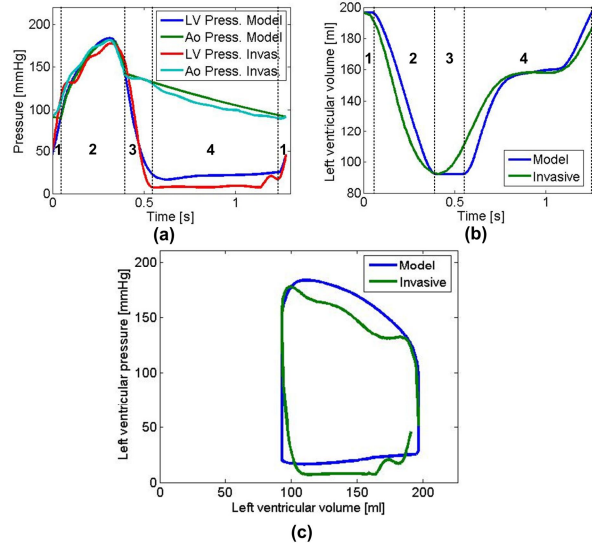 LV Press. Model
Ao Press. Model
LV Press. Invas
Ao Press. Invas
Pressure [mmHg]
200
150
100
50
0
1 2 3 4 1
0 0.5 1
Time [s]
(a)
Model
Invasive
Left ventricular volume [ml]
200
180
160
140
120
100
80
1 2 3 4
0 0.5 1
Time [s]
(b)
Model
Invasive
Left ventricular pressure [mmHg]
200
150
100
50
0
0 50 100 150 200
Left ventricular volume [ml]
(c)